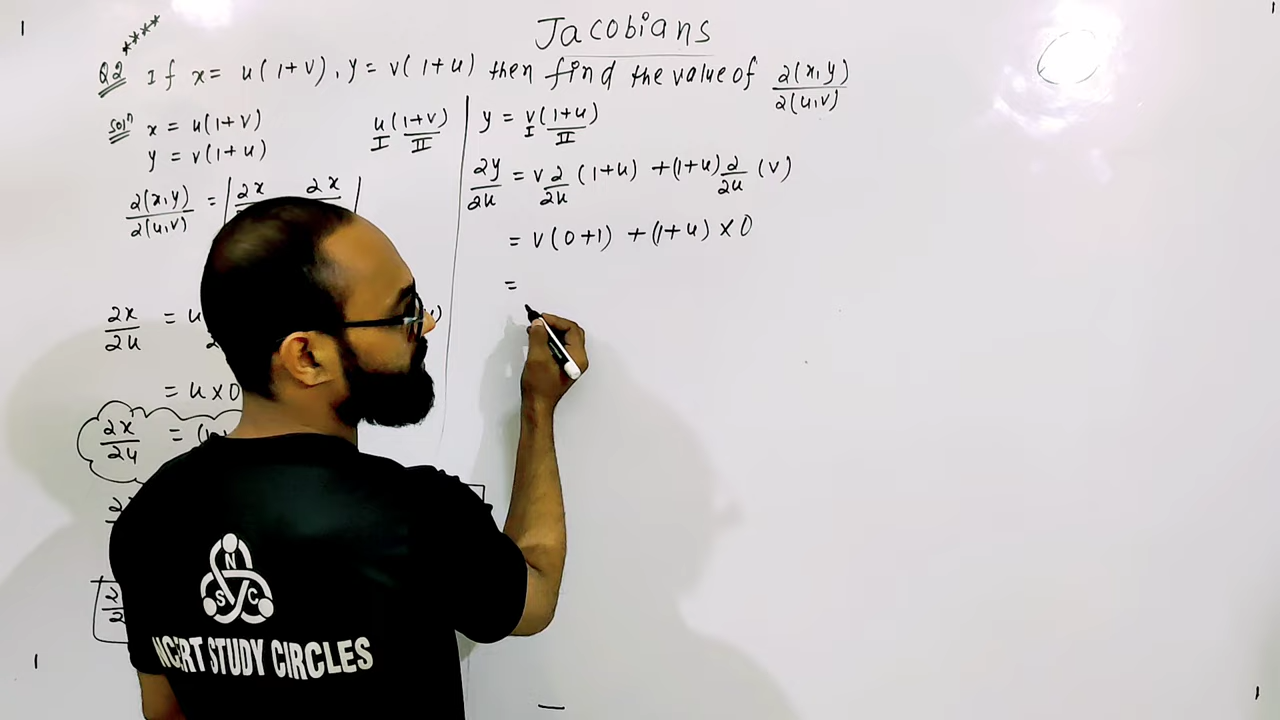 Jacobians
****
Q2 If x= u(1+v), y= v(1+u) then find the value of ∂(x,y)/∂(u,v)
Solⁿ x = u(1+v)
y = v(1+u)
∂(x,y)/∂(u,v) = | ∂x ∂x |
u(1+v)
I II
∂x/∂u = u
= u×0
∂x/∂u =
y = v(1+u)
I II
∂y/∂u = v ∂/∂u (1+u) +(1+u) ∂/∂u (v)
= v(0+1) +(1+u)×0
=
N
S C
NCERT STUDY CIRCLES